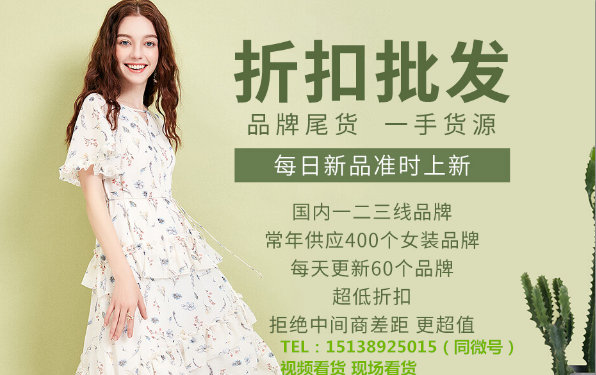 折扣批发
品牌尾货 一手货源
每日新品准时上新
国内一二三线品牌
常年供应400个女装品牌
每天更新60个品牌
超低折扣
拒绝中间商差距 更超值
TEL：15138925015（同微号）
视频看货 现场看货